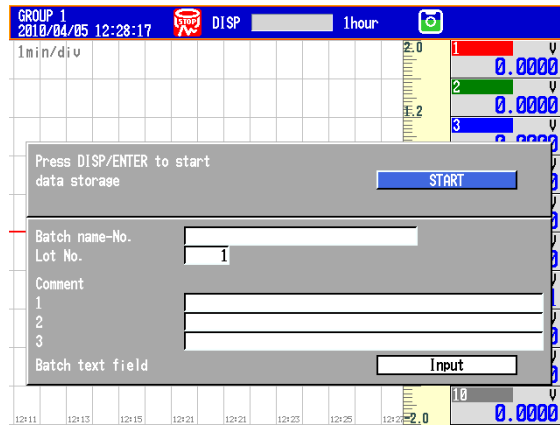 GROUP 1
2010/04/05 12:28:17
STOP
DISP
1hour
1min/div
2.0
1 V
0.0000
2 V
0.0000
1.2
3 V
Press DISP/ENTER to start
data storage
START
Batch name-No.
Lot No. 1
Comment
1
2
3
Batch text field
Input
10 V
0.0000
-2.0
12:11 12:13 12:15 12:21 12:21 12:23 12:25